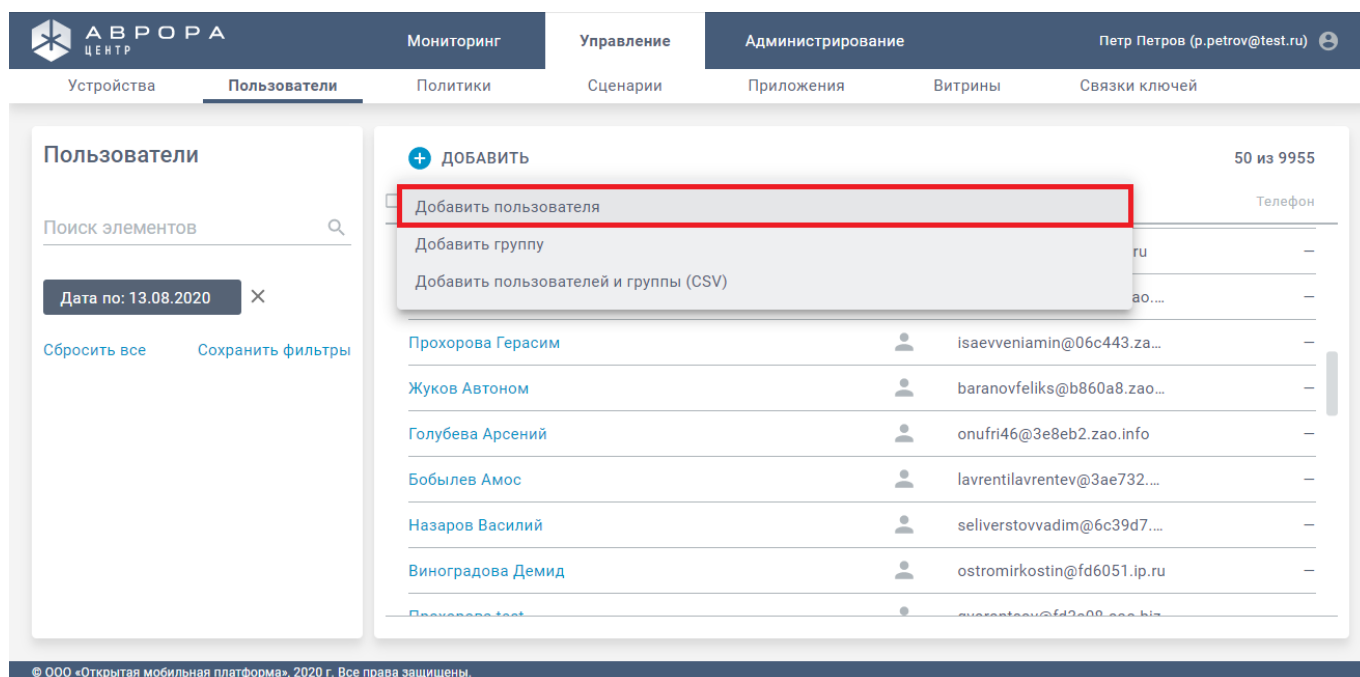 АВРОРА
ЦЕНТР
Мониторинг
Управление
Администрирование
Петр Петров (p.petrov@test.ru)
Устройства
Пользователи
Политики
Сценарии
Приложения
Витрины
Связки ключей
Пользователи
Поиск элементов
Дата по: 13.08.2020
Сбросить все
Сохранить фильтры
ДОБАВИТЬ
50 из 9955
Телефон
Добавить пользователя
Добавить группу
Добавить пользователей и группы (CSV)
ru –
ao.... –
Прохорова Герасим isaevveniamin@06c443.za... –
Жуков Автоном baranovfeliks@b860a8.zao... –
Голубева Арсений onufri46@3e8eb2.zao.info –
Бобылев Амос lavrentilavrentev@3ae732.... –
Назаров Василий seliverstovvadim@6c39d7.... –
Виноградова Демид ostromirkostin@fd6051.ip.ru –
Прохорова test
© ООО «Открытая мобильная платформа», 2020 г. Все права защищены.